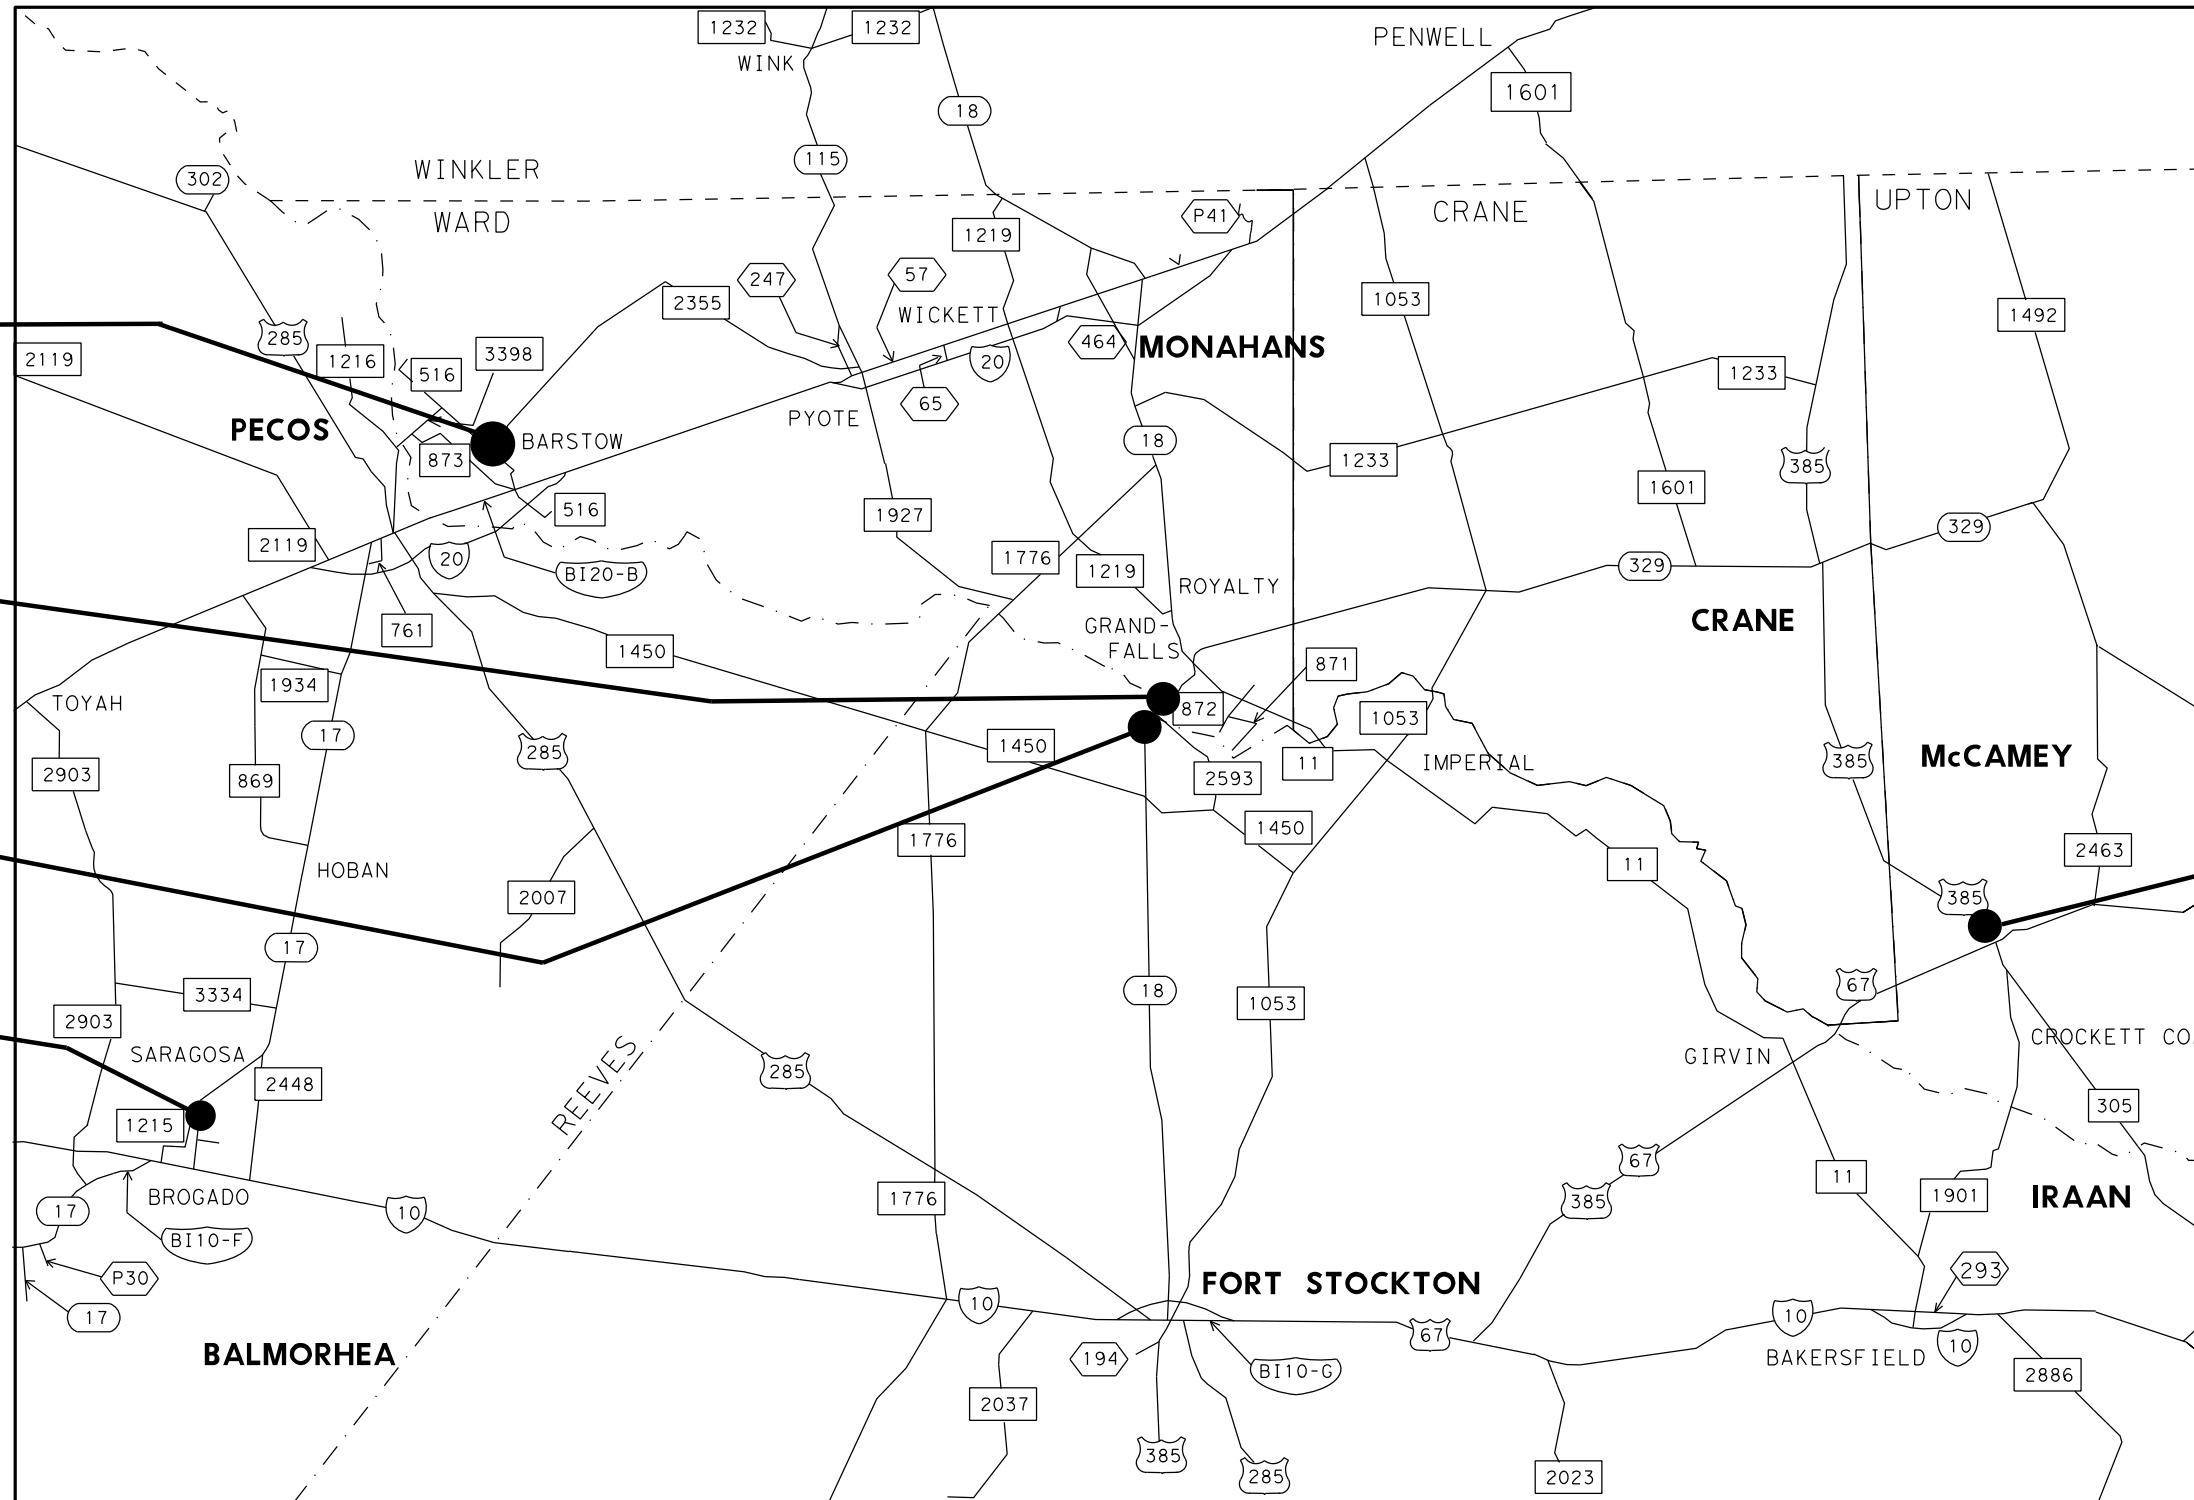 1232
1232
PENWELL
WINK
1601
18
115
WINKLER
302
UPTON
WARD
CRANE
P41
1219
57
247
2355
1053
WICKETT
1492
285
464
MONAHANS
3398
2119
1216
516
20
1233
65
PYOTE
PECOS
BARSTOW
18
873
1233
385
1601
516
1927
329
2119
20
1776
329
BI20-B
1219
ROYALTY
761
CRANE
GRAND-
FALLS
1450
871
1934
TOYAH
872
1053
17
1450
285
McCAMEY
385
IMPERIAL
11
2903
2593
869
1450
1776
2463
11
HOBAN
2007
385
17
67
18
3334
1053
2903
CROCKETT CO.
SARAGOSA
GIRVIN
REEVES
285
2448
305
1215
67
11
1901
IRAAN
BROGADO
1776
385
17
10
BI10-F
293
P30
FORT STOCKTON
10
17
10
67
10
BALMORHEA
194
BI10-G
BAKERSFIELD
2886
2037
385
285
2023